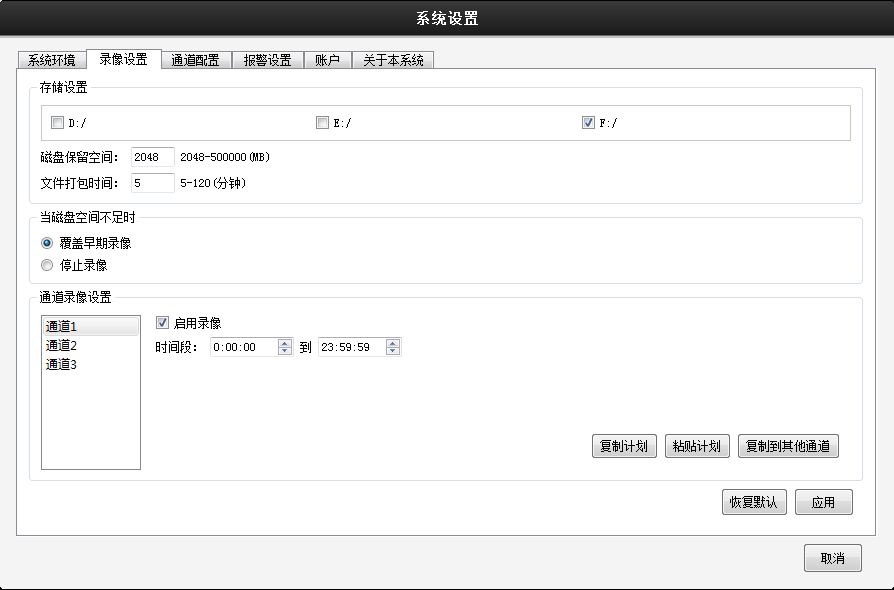 系统设置
系统环境 录像设置 通道配置 报警设置 账户 关于本系统
存储设置
D:/ E:/ F:/
磁盘保留空间: 2048 2048-500000(MB)
文件打包时间: 5 5-120(分钟)
当磁盘空间不足时
覆盖早期录像
停止录像
通道录像设置
通道1 启用录像
通道2 时间段: 0:00:00 到 23:59:59
通道3
复制计划 粘贴计划 复制到其他通道
恢复默认 应用
取消